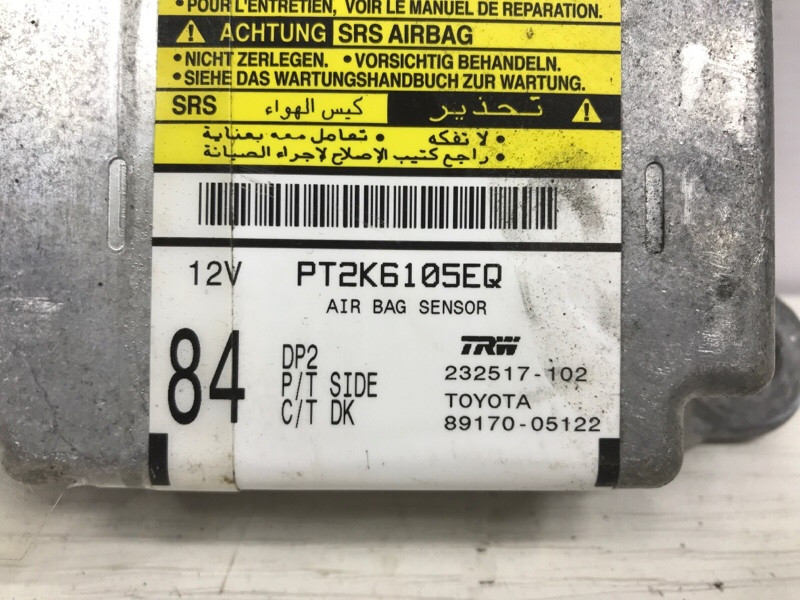 • POUR L'ENTRETIEN, VOIR LE MANUEL DE REPARATION.
ACHTUNG SRS AIRBAG
• NICHT ZERLEGEN. • VORSICHTIG BEHANDELN.
• SIEHE DAS WARTUNGSHANDBUCH ZUR WARTUNG.
تحذير كيس الهواء SRS
• لا تفكه • تعامل معه بعناية
• راجع كتيب الاصلاح لاجراء الصيانة
12V PT2K6105EQ
AIR BAG SENSOR
84
DP2
P/T SIDE
C/T DK
TRW
232517-102
TOYOTA
89170-05122